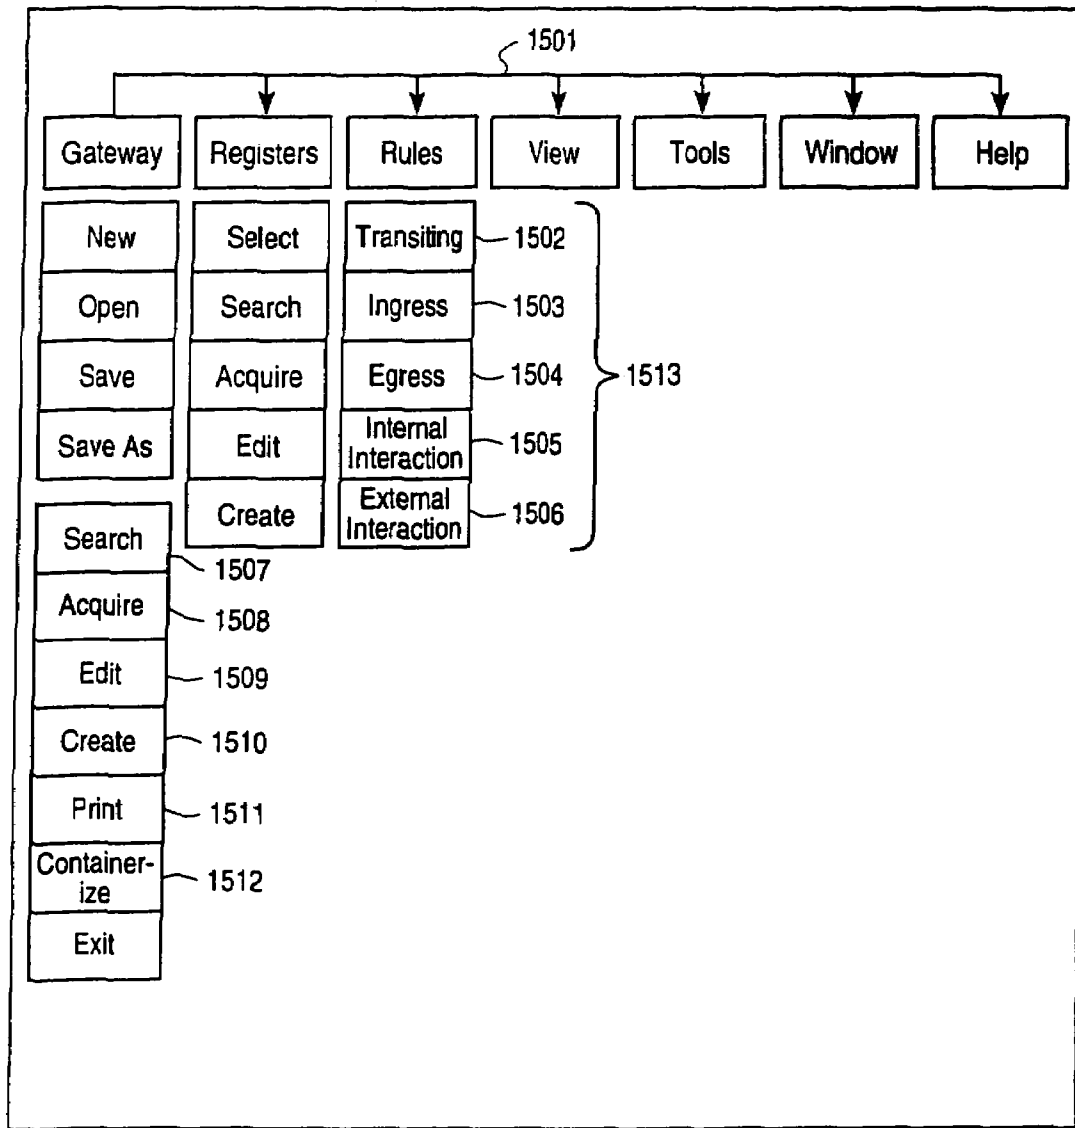 1501
Gateway Registers Rules View Tools Window Help
New Select Transiting 1502
Open Search Ingress 1503
Save Acquire Egress 1504 1513
Save As Edit Internal Interaction 1505
Create External Interaction 1506
Search 1507
Acquire 1508
Edit 1509
Create 1510
Print 1511
Container-
ize 1512
Exit